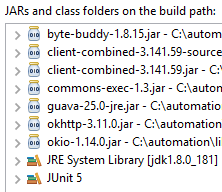 JARs and class folders on the build path:
byte-buddy-1.8.15.jar - C:\automa
client-combined-3.141.59-source
client-combined-3.141.59.jar - C:
commons-exec-1.3.jar - C:\autom
guava-25.0-jre.jar - C:\automatio
okhttp-3.11.0.jar - C:\automation
okio-1.14.0.jar - C:\automation\li
JRE System Library [jdk1.8.0_181]
JUnit 5